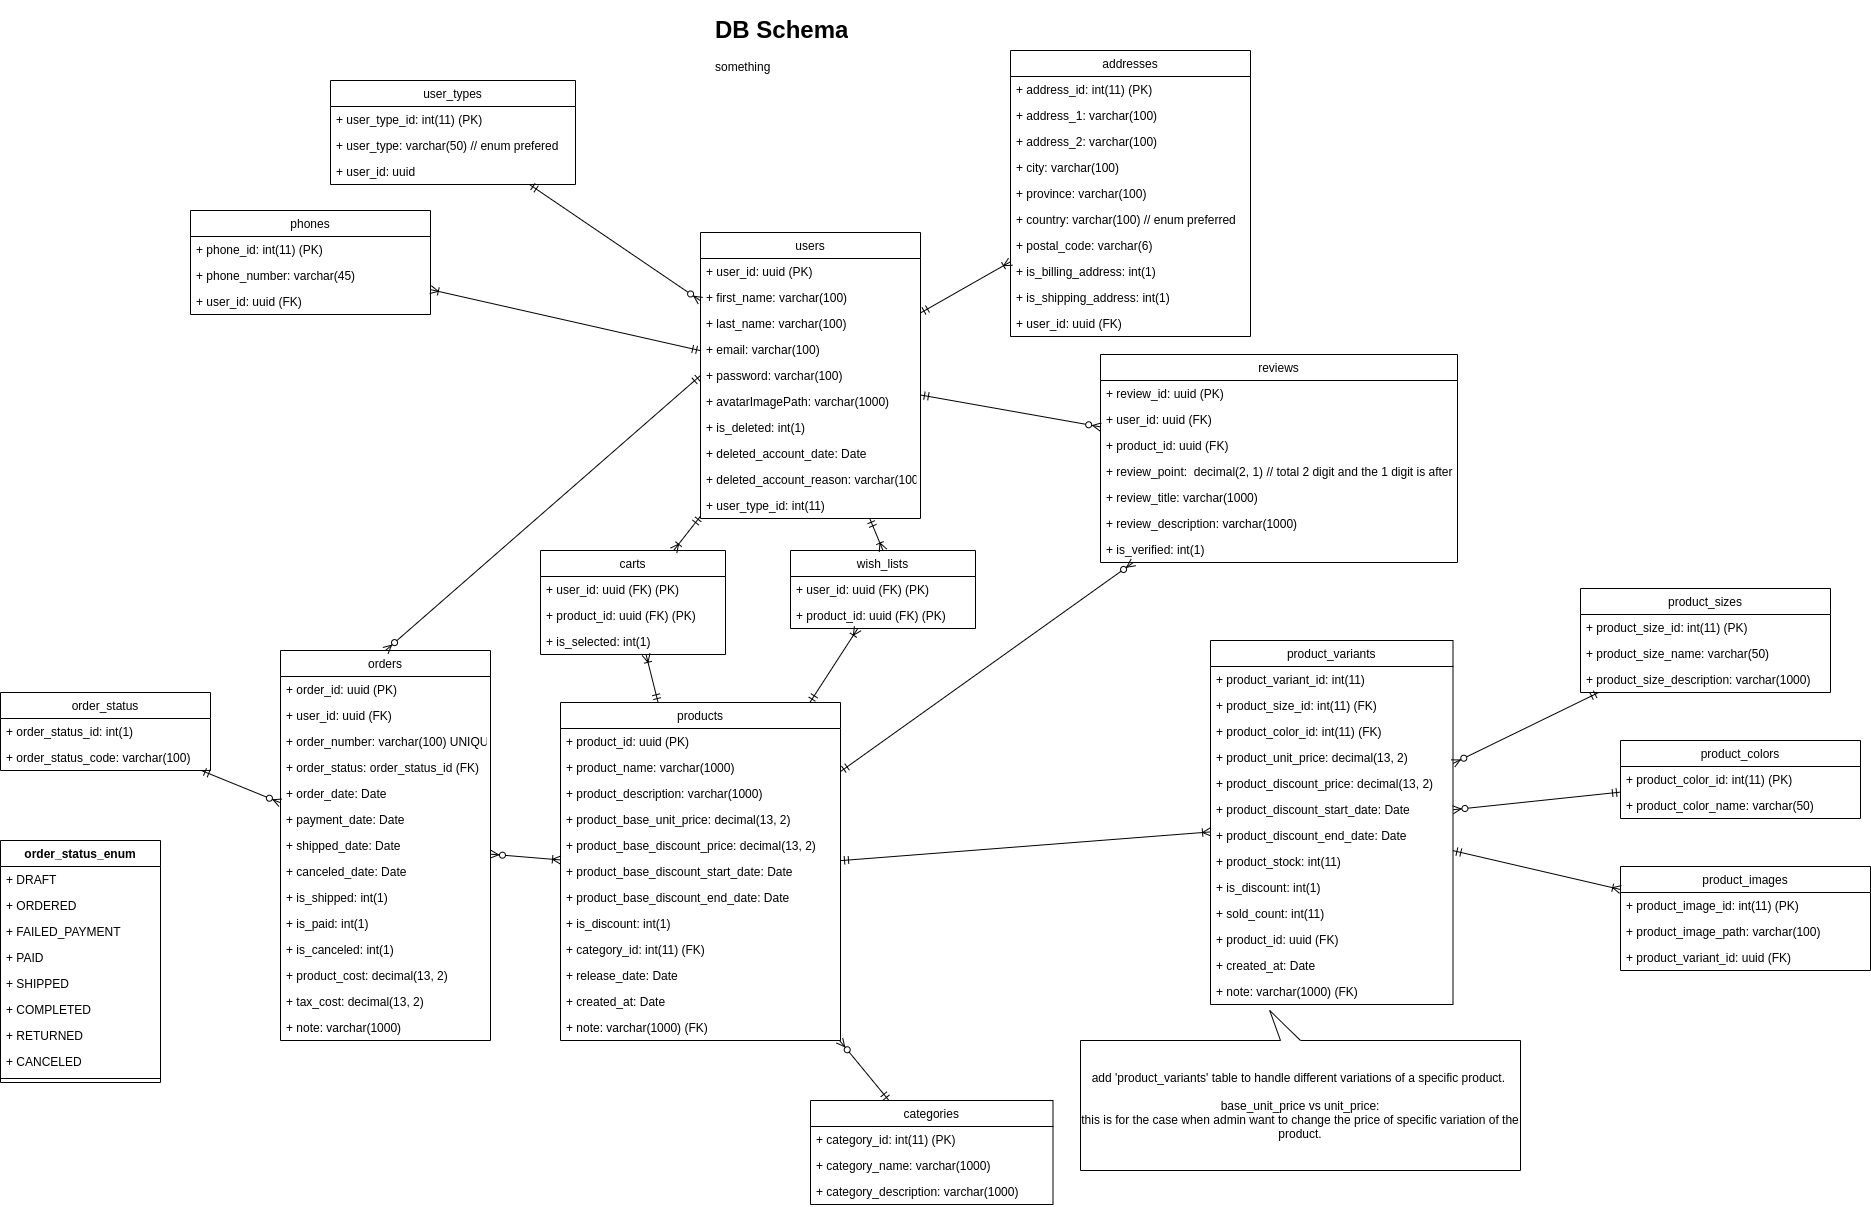 DB Schema
something
user_types
+ user_type_id: int(11) (PK)
+ user_type: varchar(50) // enum prefered
+ user_id: uuid
phones
+ phone_id: int(11) (PK)
+ phone_number: varchar(45)
+ user_id: uuid (FK)
users
+ user_id: uuid (PK)
+ first_name: varchar(100)
+ last_name: varchar(100)
+ email: varchar(100)
+ password: varchar(100)
+ avatarImagePath: varchar(1000)
+ is_deleted: int(1)
+ deleted_account_date: Date
+ deleted_account_reason: varchar(100
+ user_type_id: int(11)
addresses
+ address_id: int(11) (PK)
+ address_1: varchar(100)
+ address_2: varchar(100)
+ city: varchar(100)
+ province: varchar(100)
+ country: varchar(100) // enum preferred
+ postal_code: varchar(6)
+ is_billing_address: int(1)
+ is_shipping_address: int(1)
+ user_id: uuid (FK)
reviews
+ review_id: uuid (PK)
+ user_id: uuid (FK)
+ product_id: uuid (FK)
+ review_point:  decimal(2, 1) // total 2 digit and the 1 digit is after
+ review_title: varchar(1000)
+ review_description: varchar(1000)
+ is_verified: int(1)
carts
+ user_id: uuid (FK) (PK)
+ product_id: uuid (FK) (PK)
+ is_selected: int(1)
wish_lists
+ user_id: uuid (FK) (PK)
+ product_id: uuid (FK) (PK)
order_status
+ order_status_id: int(1)
+ order_status_code: varchar(100)
order_status_enum
+ DRAFT
+ ORDERED
+ FAILED_PAYMENT
+ PAID
+ SHIPPED
+ COMPLETED
+ RETURNED
+ CANCELED
orders
+ order_id: uuid (PK)
+ user_id: uuid (FK)
+ order_number: varchar(100) UNIQU
+ order_status: order_status_id (FK)
+ order_date: Date
+ payment_date: Date
+ shipped_date: Date
+ canceled_date: Date
+ is_shipped: int(1)
+ is_paid: int(1)
+ is_canceled: int(1)
+ product_cost: decimal(13, 2)
+ tax_cost: decimal(13, 2)
+ note: varchar(1000)
products
+ product_id: uuid (PK)
+ product_name: varchar(1000)
+ product_description: varchar(1000)
+ product_base_unit_price: decimal(13, 2)
+ product_base_discount_price: decimal(13, 2)
+ product_base_discount_start_date: Date
+ product_base_discount_end_date: Date
+ is_discount: int(1)
+ category_id: int(11) (FK)
+ release_date: Date
+ created_at: Date
+ note: varchar(1000) (FK)
categories
+ category_id: int(11) (PK)
+ category_name: varchar(1000)
+ category_description: varchar(1000)
product_variants
+ product_variant_id: int(11)
+ product_size_id: int(11) (FK)
+ product_color_id: int(11) (FK)
+ product_unit_price: decimal(13, 2)
+ product_discount_price: decimal(13, 2)
+ product_discount_start_date: Date
+ product_discount_end_date: Date
+ product_stock: int(11)
+ is_discount: int(1)
+ sold_count: int(11)
+ product_id: uuid (FK)
+ created_at: Date
+ note: varchar(1000) (FK)
add 'product_variants' table to handle different variations of a specific product.
base_unit_price vs unit_price:
this is for the case when admin want to change the price of specific variation of the
product.
product_sizes
+ product_size_id: int(11) (PK)
+ product_size_name: varchar(50)
+ product_size_description: varchar(1000)
product_colors
+ product_color_id: int(11) (PK)
+ product_color_name: varchar(50)
product_images
+ product_image_id: int(11) (PK)
+ product_image_path: varchar(100)
+ product_variant_id: uuid (FK)